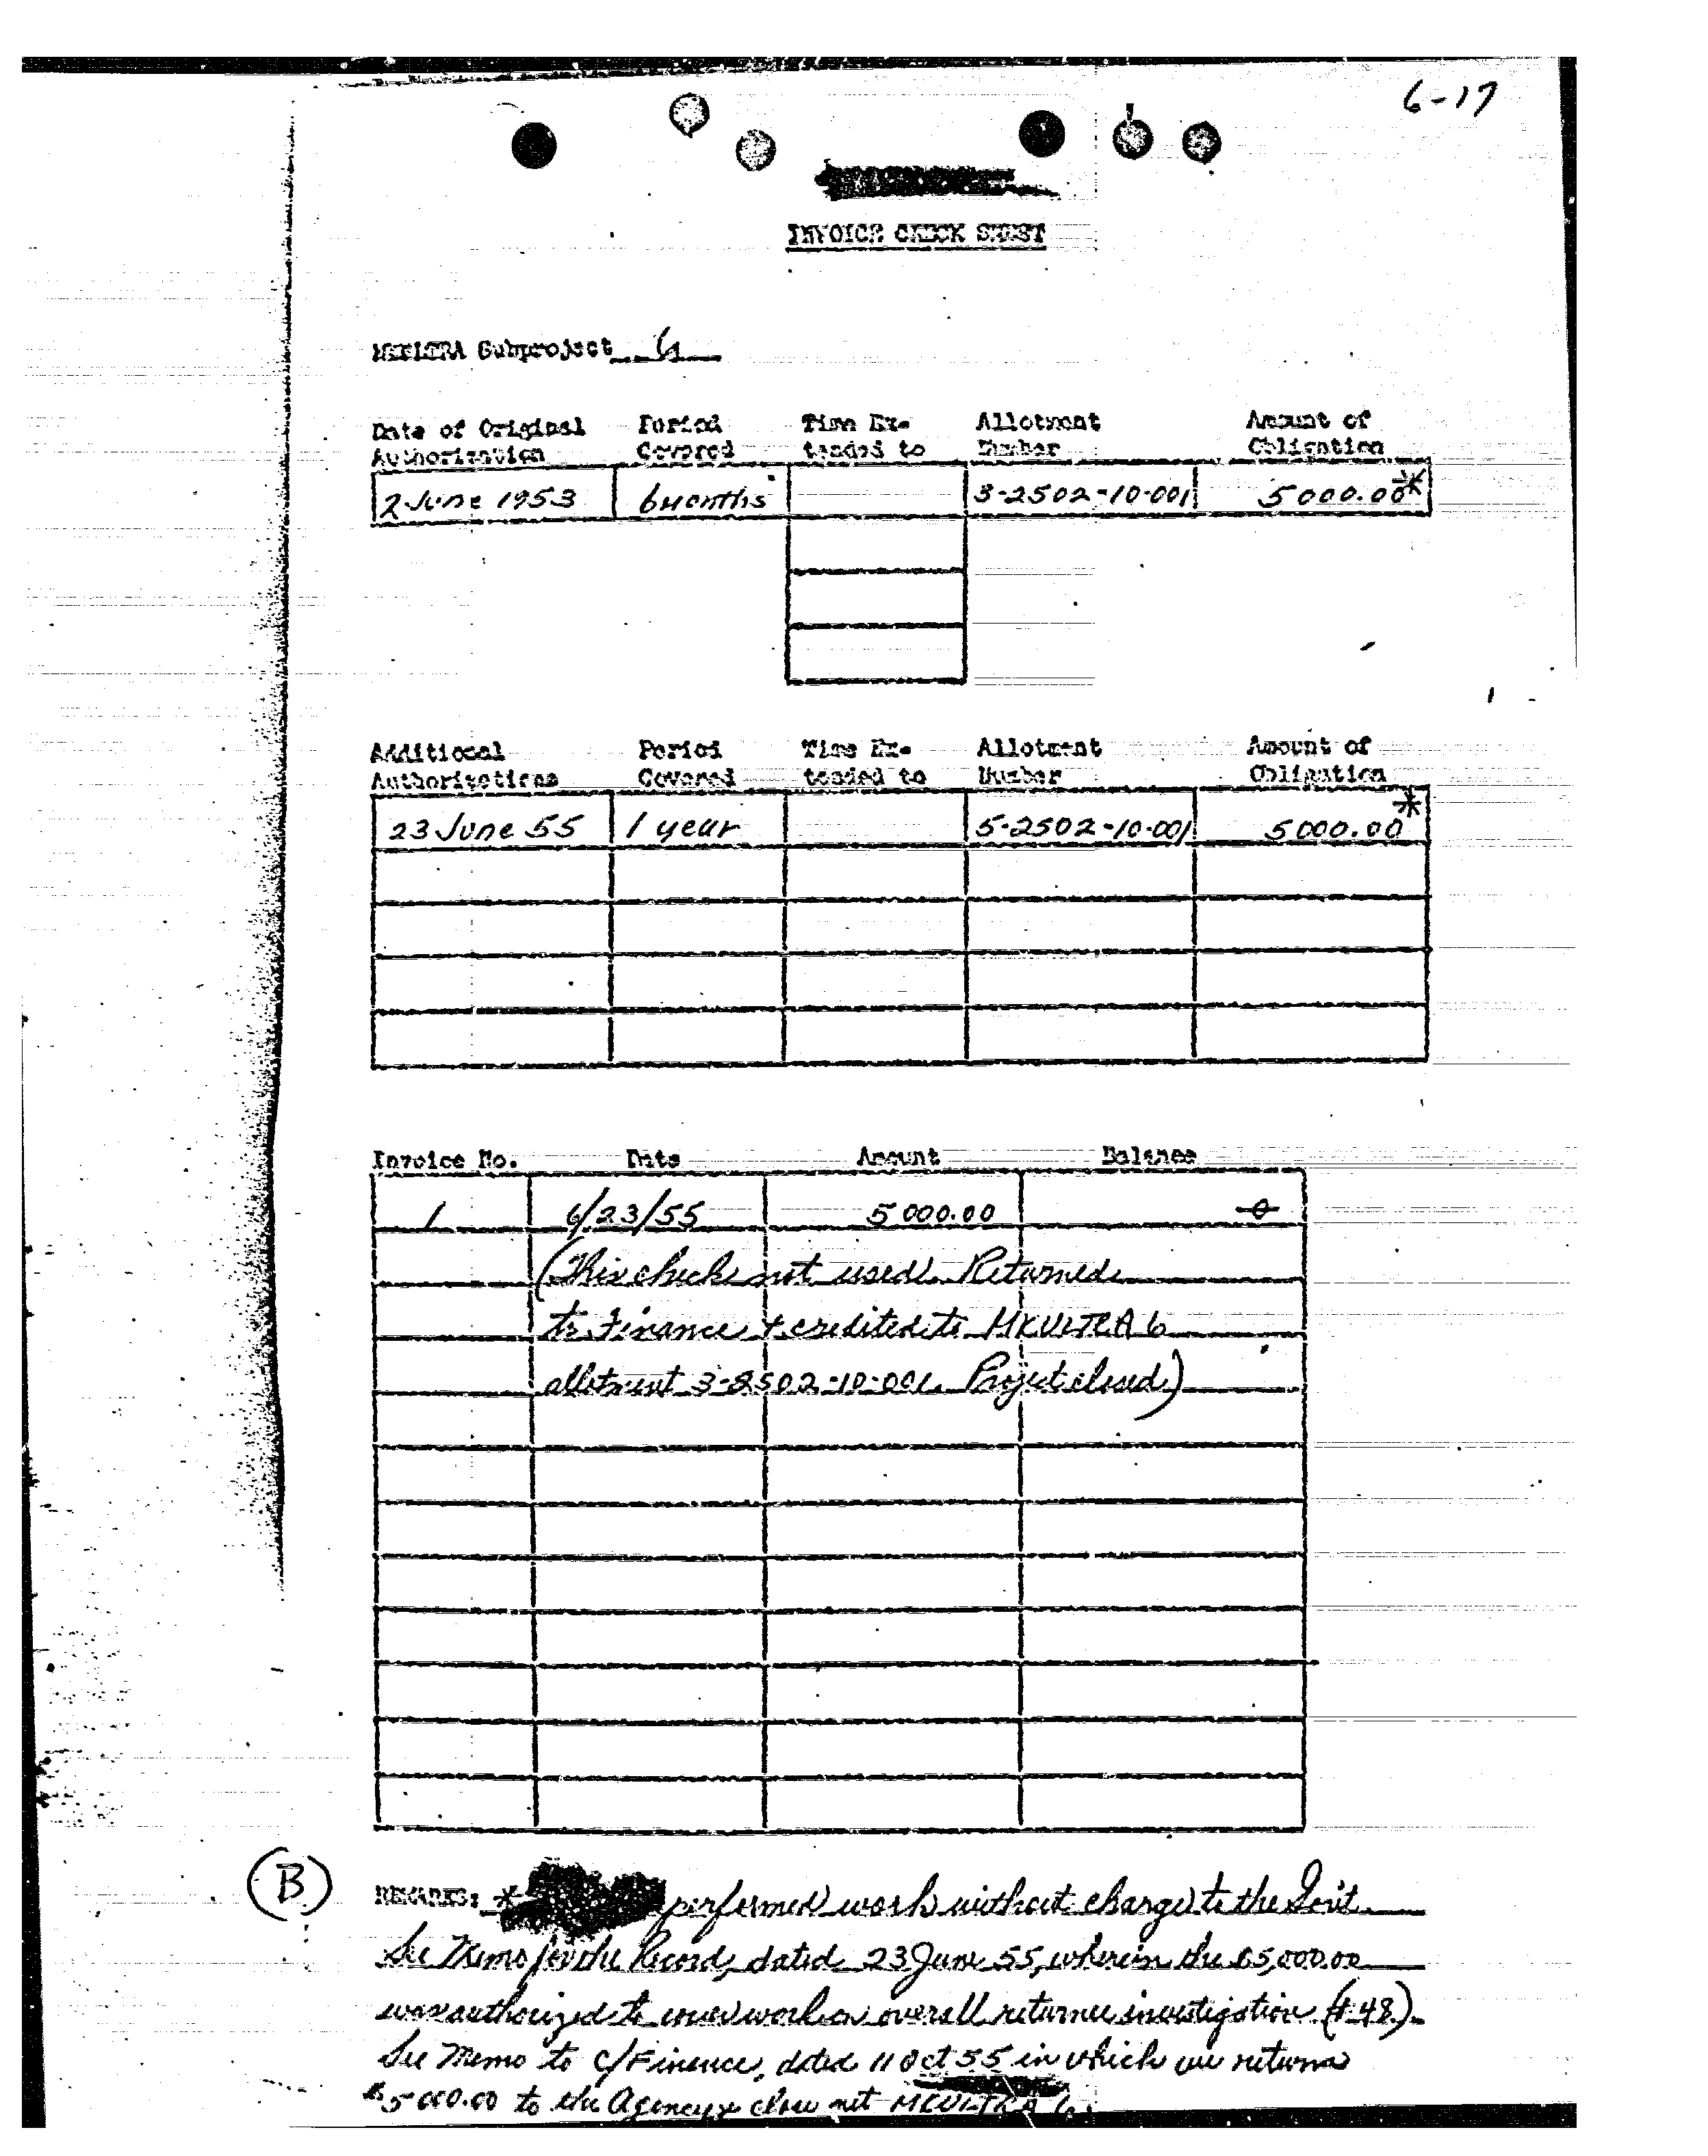 6-17
INVOICE CHECK SHEET
MKULTRA Subproject 6
Date of Original Period Time Ex- Allotment Amount of
Authorization Covered tended to Number Obligation
2 June 1953 6 months 3-2502-10-001 5000.00*
Additional Period Time Ex- Allotment Amount of
Authorizations Covered tended to Number Obligation
23 June 55 1 year 5-2502-10-001 5000.00*
Invoice No. Date Amount Balance
1 6/23/55 5000.00 -0-
(This check not used. Returned
to Finance + credited to MKULTRA 6
allotment 3-2502-10-001. Project closed)
(B)
REMARKS: * performed work without charge to the Gov't.
See Memo for the Record, dated 23 June 55, wherein the $5,000.00
was authorized to cover work on overall returnee investigation (# 48).
See Memo to C/Finance, dated 11 Oct 55 in which we return
$5000.00 to the Agency & close out MKULTRA 6.